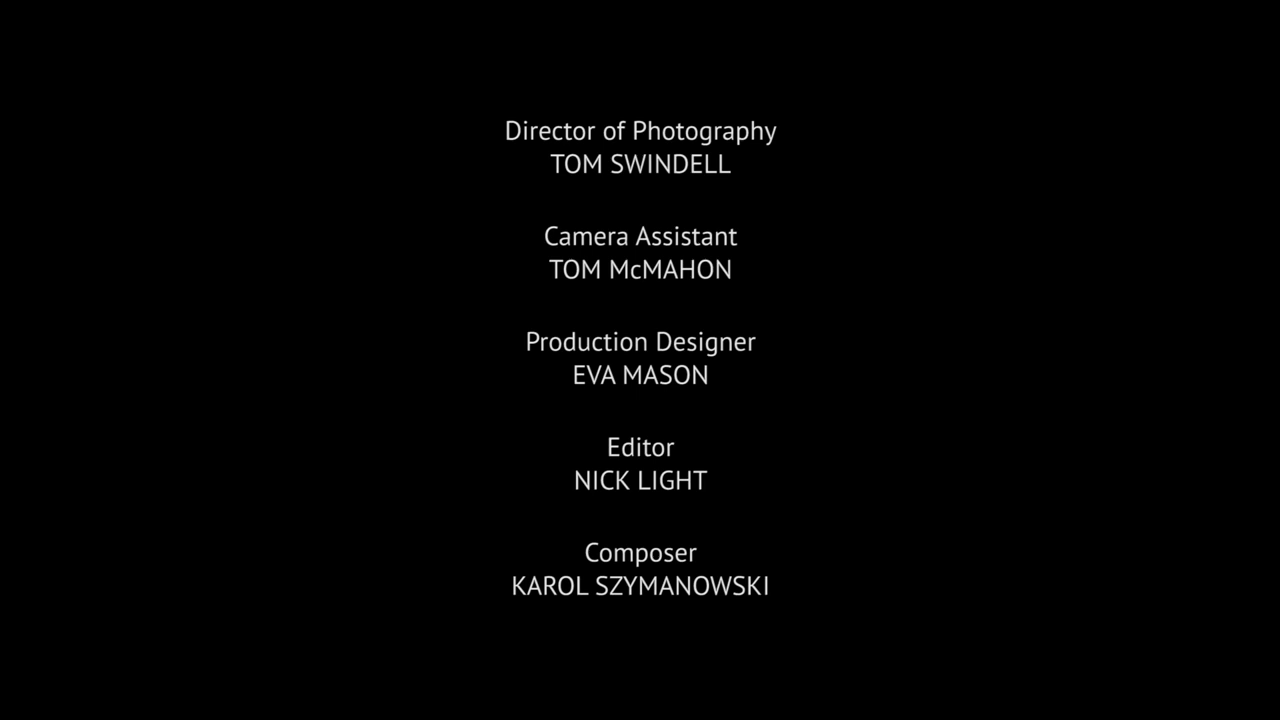 Director of Photography
TOM SWINDELL
Camera Assistant
TOM McMAHON
Production Designer
EVA MASON
Editor
NICK LIGHT
Composer
KAROL SZYMANOWSKI